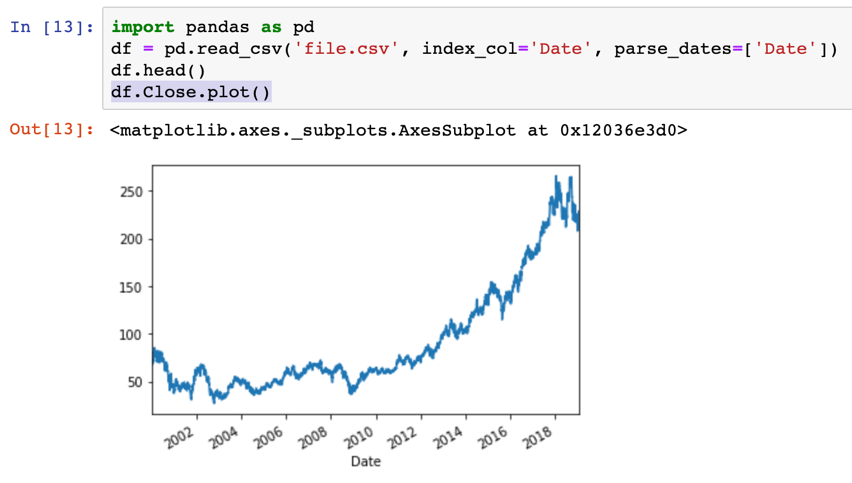 In [13]: import pandas as pd
df = pd.read_csv('file.csv', index_col='Date', parse_dates=['Date'])
df.head()
df.Close.plot()
Out[13]: <matplotlib.axes._subplots.AxesSubplot at 0x12036e3d0>
250
200
150
100
50
2002 2004 2006 2008 2010 2012 2014 2016 2018
Date